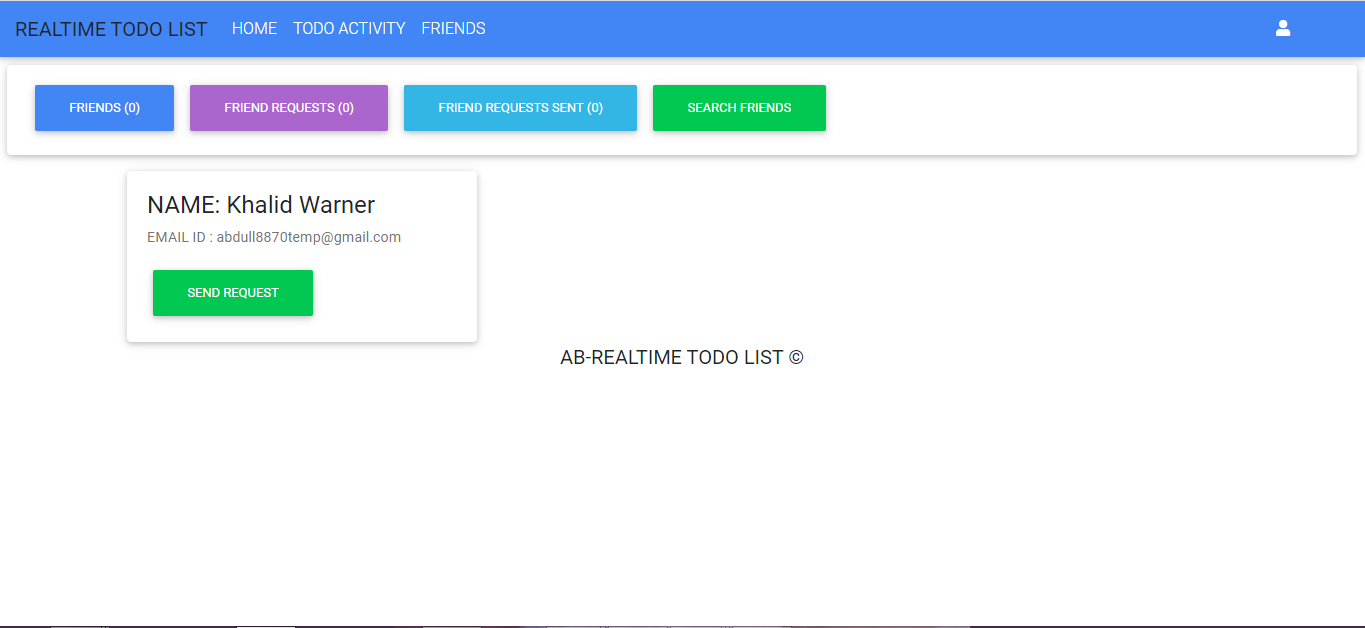 REALTIME TODO LIST HOME TODO ACTIVITY FRIENDS
FRIENDS (0) FRIEND REQUESTS (0) FRIEND REQUESTS SENT (0) SEARCH FRIENDS
NAME: Khalid Warner
EMAIL ID : abdull8870temp@gmail.com
SEND REQUEST
AB-REALTIME TODO LIST ©